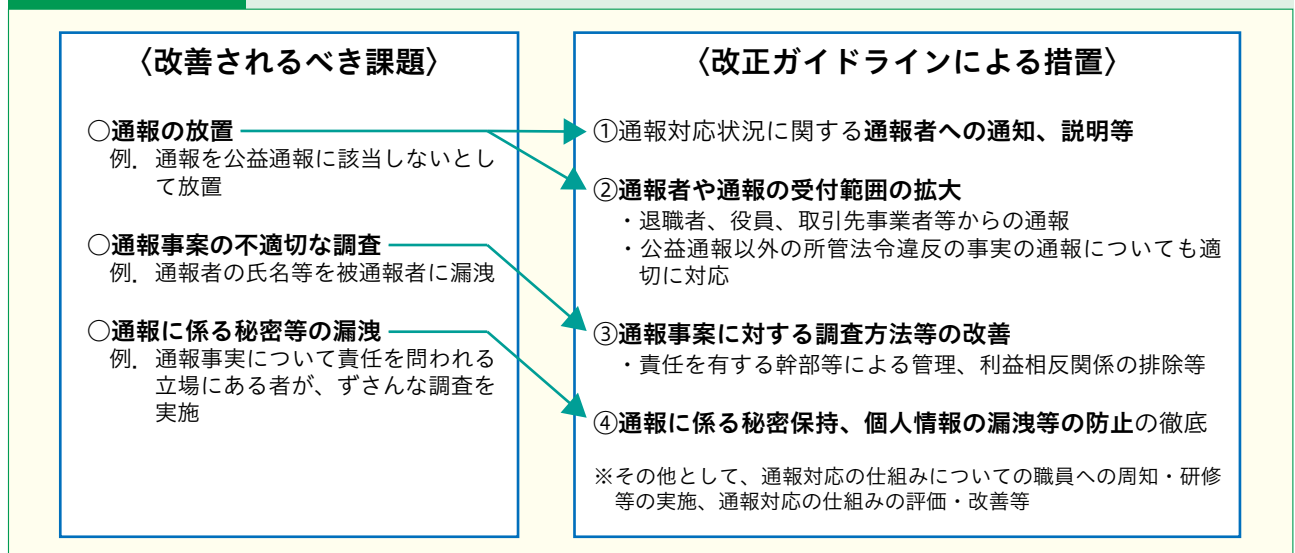 〈改善されるべき課題〉
○通報の放置
例．通報を公益通報に該当しないとし
て放置
○通報事案の不適切な調査
例．通報者の氏名等を被通報者に漏洩
○通報に係る秘密等の漏洩
例．通報事実について責任を問われる
立場にある者が、ずさんな調査を
実施
〈改正ガイドラインによる措置〉
①通報対応状況に関する通報者への通知、説明等
②通報者や通報の受付範囲の拡大
・退職者、役員、取引先事業者等からの通報
・公益通報以外の所管法令違反の事実の通報についても適
切に対応
③通報事案に対する調査方法等の改善
・責任を有する幹部等による管理、利益相反関係の排除等
④通報に係る秘密保持、個人情報の漏洩等の防止の徹底
※その他として、通報対応の仕組みについての職員への周知・研修
等の実施、通報対応の仕組みの評価・改善等